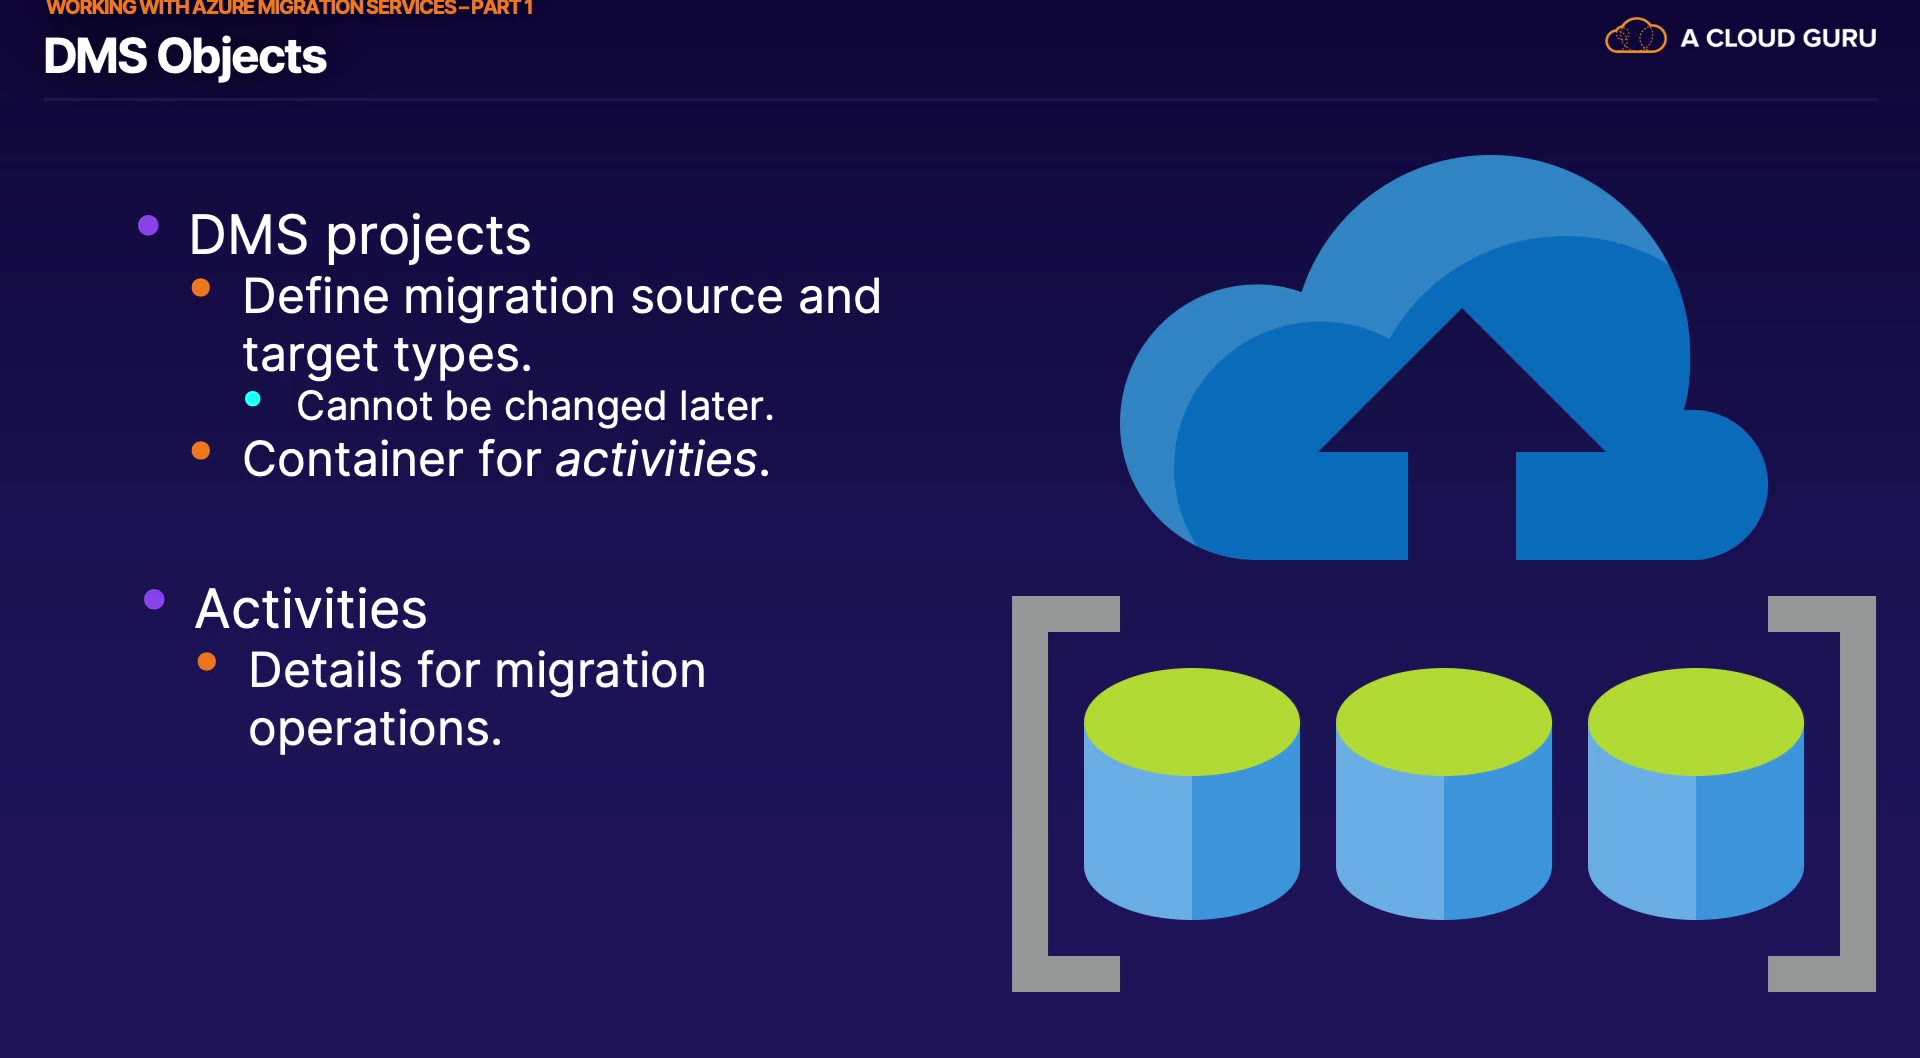 WORKING WITH AZURE MIGRATION SERVICES – PART 1
DMS Objects
A CLOUD GURU
DMS projects
Define migration source and
target types.
Cannot be changed later.
Container for activities.
Activities
Details for migration
operations.